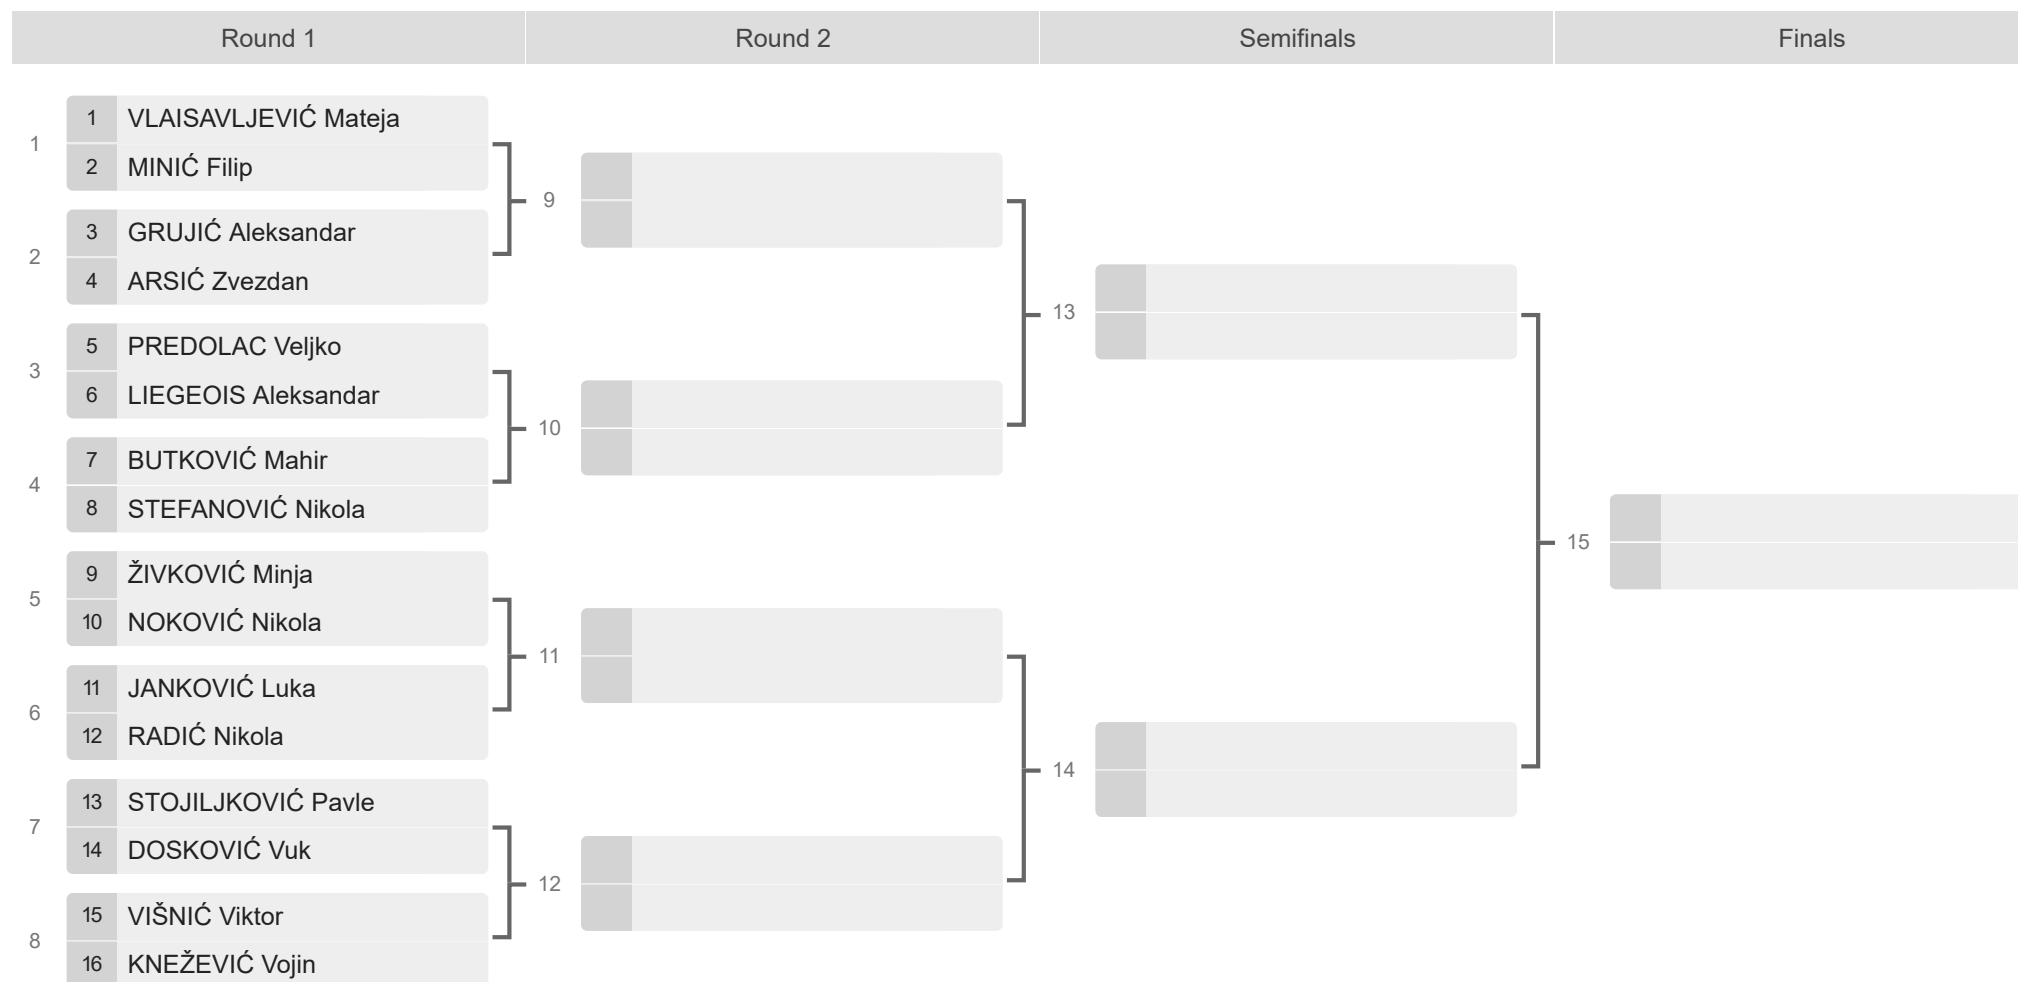 Round 1 Round 2 Semifinals Finals
1 VLAISAVLJEVIĆ Mateja
1
2 MINIĆ Filip
9
3 GRUJIĆ Aleksandar
2
4 ARSIĆ Zvezdan
13
5 PREDOLAC Veljko
3
6 LIEGEOIS Aleksandar
10
7 BUTKOVIĆ Mahir
4
8 STEFANOVIĆ Nikola
15
9 ŽIVKOVIĆ Minja
5
10 NOKOVIĆ Nikola
11
11 JANKOVIĆ Luka
6
12 RADIĆ Nikola
14
13 STOJILJKOVIĆ Pavle
7
14 DOSKOVIĆ Vuk
12
15 VIŠNIĆ Viktor
8
16 KNEŽEVIĆ Vojin